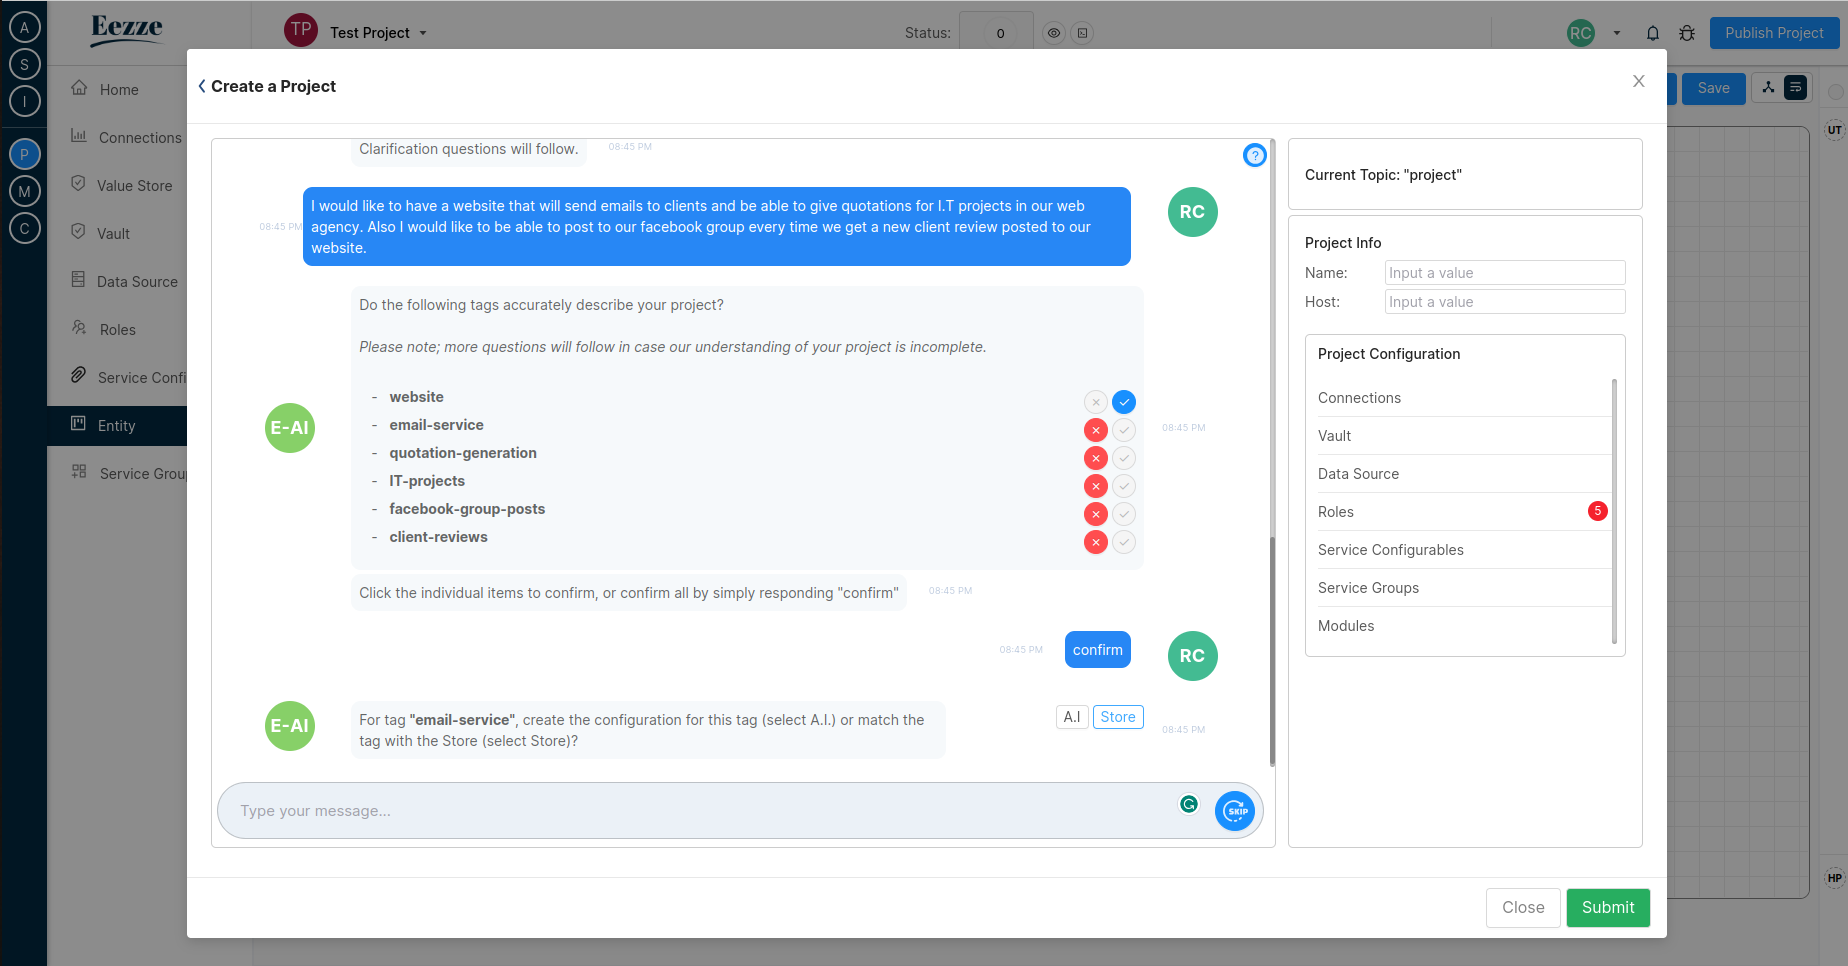 A
S
I
P
M
C
Eezze
TP
Test Project
Status:
0
RC
Publish Project
Home
Connections
Value Store
Vault
Data Source
Roles
Service Confi
Entity
Service Grou
Save
UT
HP
Create a Project
Clarification questions will follow.
08:45 PM
?
I would like to have a website that will send emails to clients and be able to give quotations for I.T projects in our web
agency. Also I would like to be able to post to our facebook group every time we get a new client review posted to our
website.
08:45 PM
RC
Do the following tags accurately describe your project?
Please note; more questions will follow in case our understanding of your project is incomplete.
- website
- email-service
- quotation-generation
- IT-projects
- facebook-group-posts
- client-reviews
E-AI
08:45 PM
Click the individual items to confirm, or confirm all by simply responding "confirm"
08:45 PM
08:45 PM
confirm
RC
E-AI
For tag "email-service", create the configuration for this tag (select A.I.) or match the
tag with the Store (select Store)?
A.I
Store
08:45 PM
Type your message...
SKIP
Current Topic: "project"
Project Info
Name:
Input a value
Host:
Input a value
Project Configuration
Connections
Vault
Data Source
Roles
5
Service Configurables
Service Groups
Modules
Close
Submit